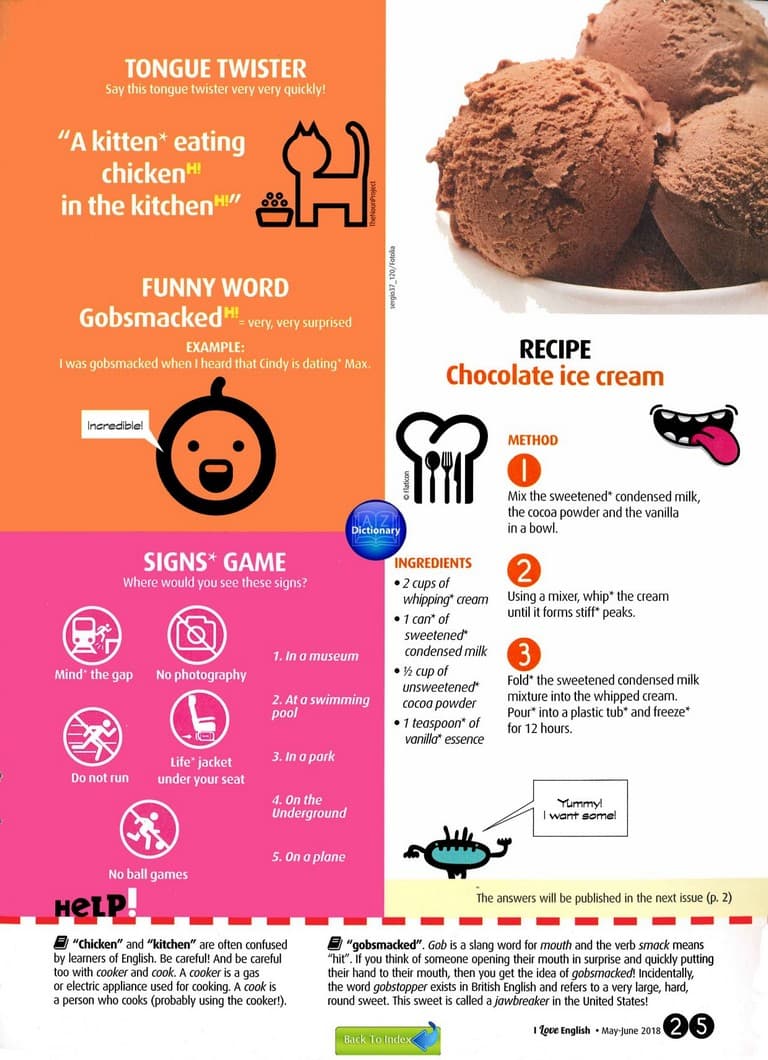 TONGUE TWISTER
Say this tongue twister very very quickly!
“A kitten* eating
chickenH!
in the kitchenH!”
TheNounProject
FUNNY WORD
GobsmackedH! = very, very surprised
EXAMPLE:
I was gobsmacked when I heard that Cindy is dating* Max.
Incredible!
SIGNS* GAME
Where would you see these signs?
Mind* the gap
No photography
Do not run
Life* jacket
under your seat
No ball games
1. In a museum
2. At a swimming
pool
3. In a park
4. On the
Underground
5. On a plane
sergio37_120/Fotolia
RECIPE
Chocolate ice cream
© Flaticon
A Z
Dictionary
INGREDIENTS
• 2 cups of
whipping* cream
• 1 can* of
sweetened*
condensed milk
• ½ cup of
unsweetened*
cocoa powder
• 1 teaspoon* of
vanilla* essence
METHOD
1
Mix the sweetened* condensed milk,
the cocoa powder and the vanilla
in a bowl.
2
Using a mixer, whip* the cream
until it forms stiff* peaks.
3
Fold* the sweetened condensed milk
mixture into the whipped cream.
Pour* into a plastic tub* and freeze*
for 12 hours.
Yummy!
I want some!
The answers will be published in the next issue (p. 2)
HELP!
“Chicken” and “kitchen” are often confused
by learners of English. Be careful! And be careful
too with cooker and cook. A cooker is a gas
or electric appliance used for cooking. A cook is
a person who cooks (probably using the cooker!).
“gobsmacked”. Gob is a slang word for mouth and the verb smack means
“hit”. If you think of someone opening their mouth in surprise and quickly putting
their hand to their mouth, then you get the idea of gobsmacked! Incidentally,
the word gobstopper exists in British English and refers to a very large, hard,
round sweet. This sweet is called a jawbreaker in the United States!
Back To Index
I Love English • May-June 2018 25